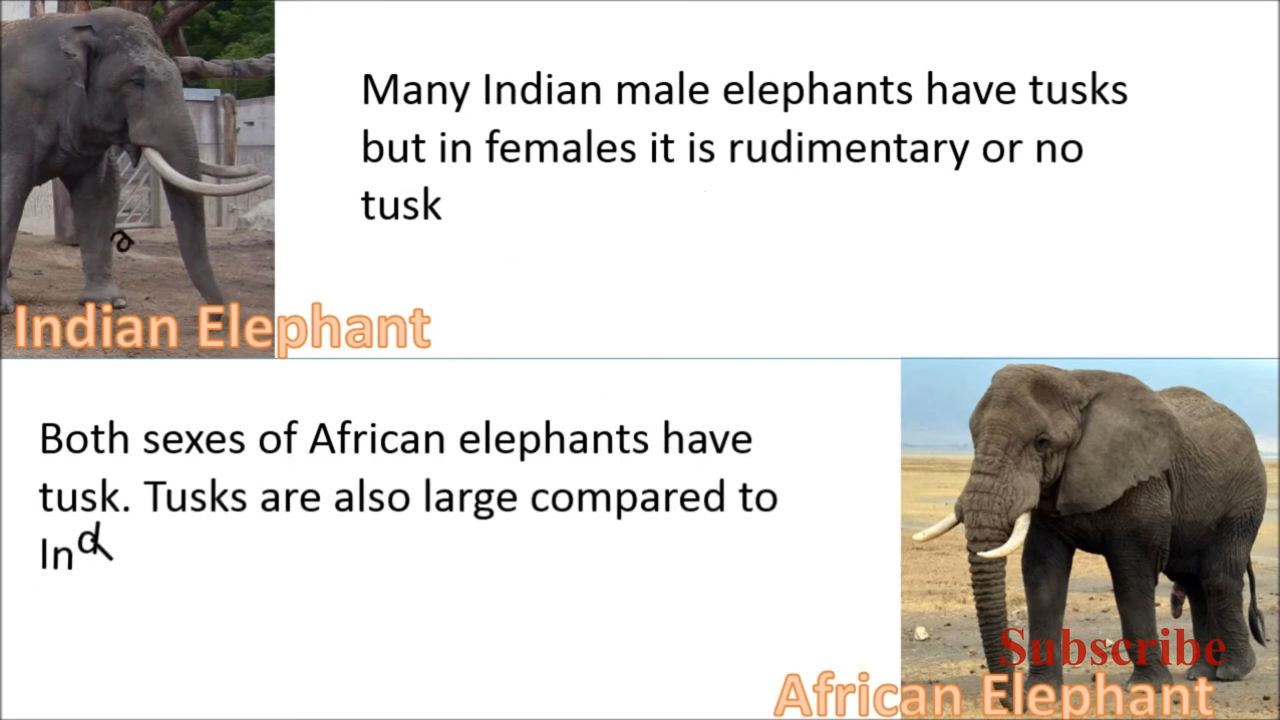 Many Indian male elephants have tusks
but in females it is rudimentary or no
tusk
Indian Elephant
Both sexes of African elephants have
tusk. Tusks are also large compared to
Ind
Subscribe
African Elephant